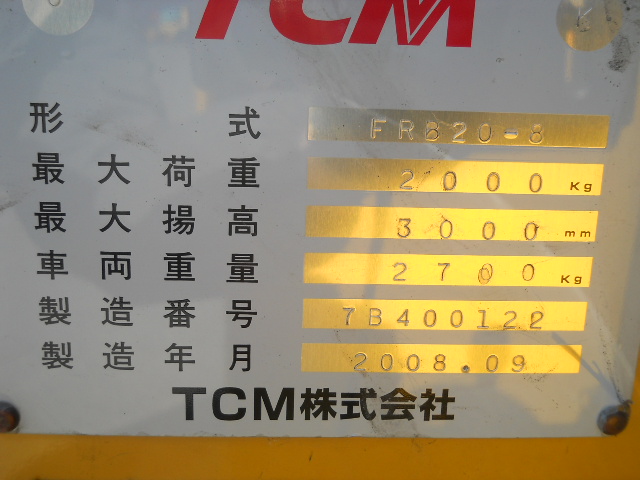 TCM
形式 FRB20-8
最大荷重 2000 Kg
最大揚高 3000 mm
車両重量 2700 Kg
製造番号 7B400122
製造年月 2008.09
TCM株式会社